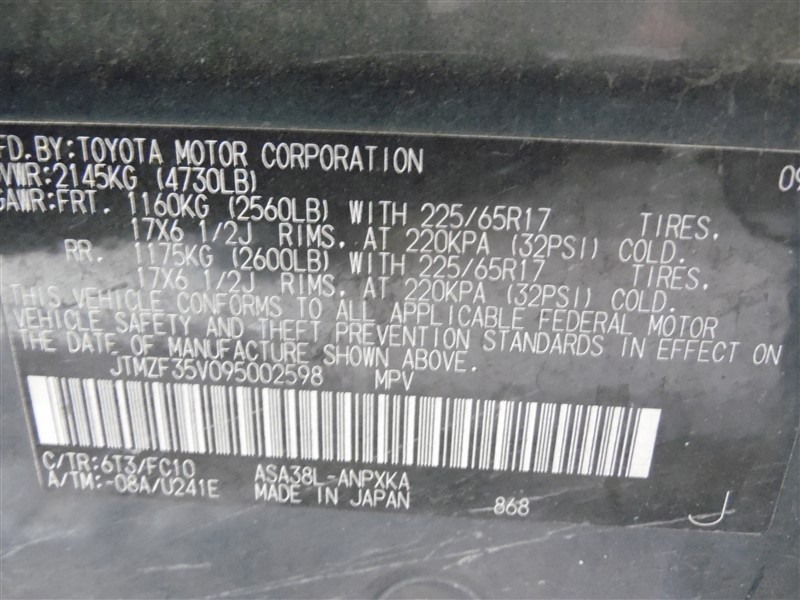 FD.BY:TOYOTA MOTOR CORPORATION 09
VWR:2145KG (4730LB)
GAWR:FRT. 1160KG (2560LB) WITH 225/65R17 TIRES,
17X6 1/2J RIMS, AT 220KPA (32PSI) COLD.
RR. 1175KG (2600LB) WITH 225/65R17 TIRES,
17X6 1/2J RIMS, AT 220KPA (32PSI) COLD.
THIS VEHICLE CONFORMS TO ALL APPLICABLE FEDERAL MOTOR
VEHICLE SAFETY AND THEFT PREVENTION STANDARDS IN EFFECT ON
THE DATE OF MANUFACTURE SHOWN ABOVE.
JTMZF35V095002598 MPV
C/TR:6T3/FC10 ASA38L-ANPXKA
A/TM:-08A/U241E MADE IN JAPAN 868 J